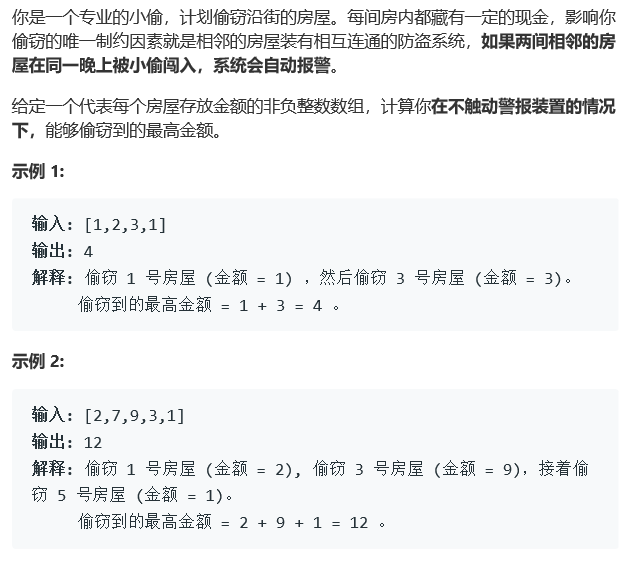 你是一个专业的小偷，计划偷窃沿街的房屋。每间房内都藏有一定的现金，影响你
偷窃的唯一制约因素就是相邻的房屋装有相互连通的防盗系统，如果两间相邻的房
屋在同一晚上被小偷闯入，系统会自动报警。
给定一个代表每个房屋存放金额的非负整数数组，计算你在不触动警报装置的情况
下，能够偷窃到的最高金额。
示例 1:
输入: [1,2,3,1]
输出: 4
解释: 偷窃 1 号房屋 (金额 = 1) ，然后偷窃 3 号房屋 (金额 = 3)。
偷窃到的最高金额 = 1 + 3 = 4 。
示例 2:
输入: [2,7,9,3,1]
输出: 12
解释: 偷窃 1 号房屋 (金额 = 2), 偷窃 3 号房屋 (金额 = 9)，接着偷
窃 5 号房屋 (金额 = 1)。
偷窃到的最高金额 = 2 + 9 + 1 = 12 。